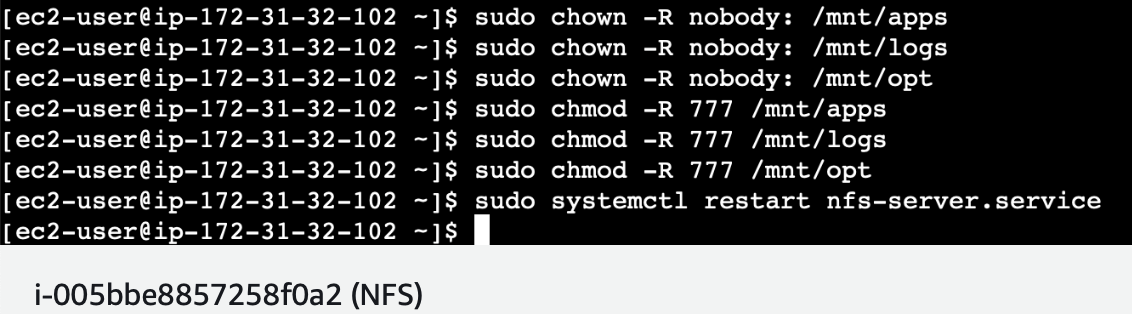 [ec2-user@ip-172-31-32-102 ~]$ sudo chown -R nobody: /mnt/apps
[ec2-user@ip-172-31-32-102 ~]$ sudo chown -R nobody: /mnt/logs
[ec2-user@ip-172-31-32-102 ~]$ sudo chown -R nobody: /mnt/opt
[ec2-user@ip-172-31-32-102 ~]$ sudo chmod -R 777 /mnt/apps
[ec2-user@ip-172-31-32-102 ~]$ sudo chmod -R 777 /mnt/logs
[ec2-user@ip-172-31-32-102 ~]$ sudo chmod -R 777 /mnt/opt
[ec2-user@ip-172-31-32-102 ~]$ sudo systemctl restart nfs-server.service
[ec2-user@ip-172-31-32-102 ~]$
i-005bbe8857258f0a2 (NFS)